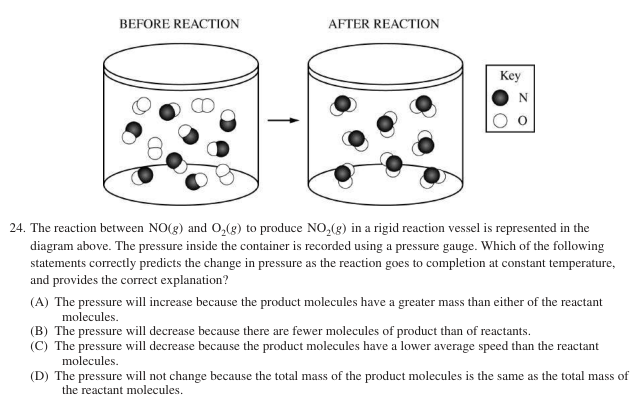 BEFORE REACTION
AFTER REACTION
Key
N
O
24. The reaction between NO(g) and O₂(g) to produce NO₂(g) in a rigid reaction vessel is represented in the
diagram above. The pressure inside the container is recorded using a pressure gauge. Which of the following
statements correctly predicts the change in pressure as the reaction goes to completion at constant temperature,
and provides the correct explanation?
(A) The pressure will increase because the product molecules have a greater mass than either of the reactant
molecules.
(B) The pressure will decrease because there are fewer molecules of product than of reactants.
(C) The pressure will decrease because the product molecules have a lower average speed than the reactant
molecules.
(D) The pressure will not change because the total mass of the product molecules is the same as the total mass of
the reactant molecules.